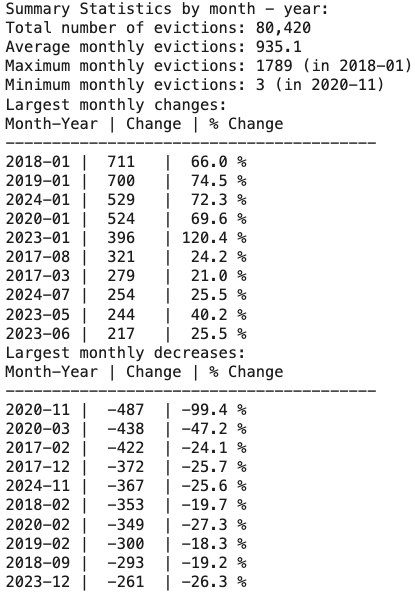 Summary Statistics by month - year:
Total number of evictions: 80,420
Average monthly evictions: 935.1
Maximum monthly evictions: 1789 (in 2018-01)
Minimum monthly evictions: 3 (in 2020-11)
Largest monthly changes:
Month-Year | Change | % Change
----------------------------------------
2018-01 |  711   |  66.0 %
2019-01 |  700   |  74.5 %
2024-01 |  529   |  72.3 %
2020-01 |  524   |  69.6 %
2023-01 |  396   | 120.4 %
2017-08 |  321   |  24.2 %
2017-03 |  279   |  21.0 %
2024-07 |  254   |  25.5 %
2023-05 |  244   |  40.2 %
2023-06 |  217   |  25.5 %
Largest monthly decreases:
Month-Year | Change | % Change
----------------------------------------
2020-11 |  -487  | -99.4 %
2020-03 |  -438  | -47.2 %
2017-02 |  -422  | -24.1 %
2017-12 |  -372  | -25.7 %
2024-11 |  -367  | -25.6 %
2018-02 |  -353  | -19.7 %
2020-02 |  -349  | -27.3 %
2019-02 |  -300  | -18.3 %
2018-09 |  -293  | -19.2 %
2023-12 |  -261  | -26.3 %